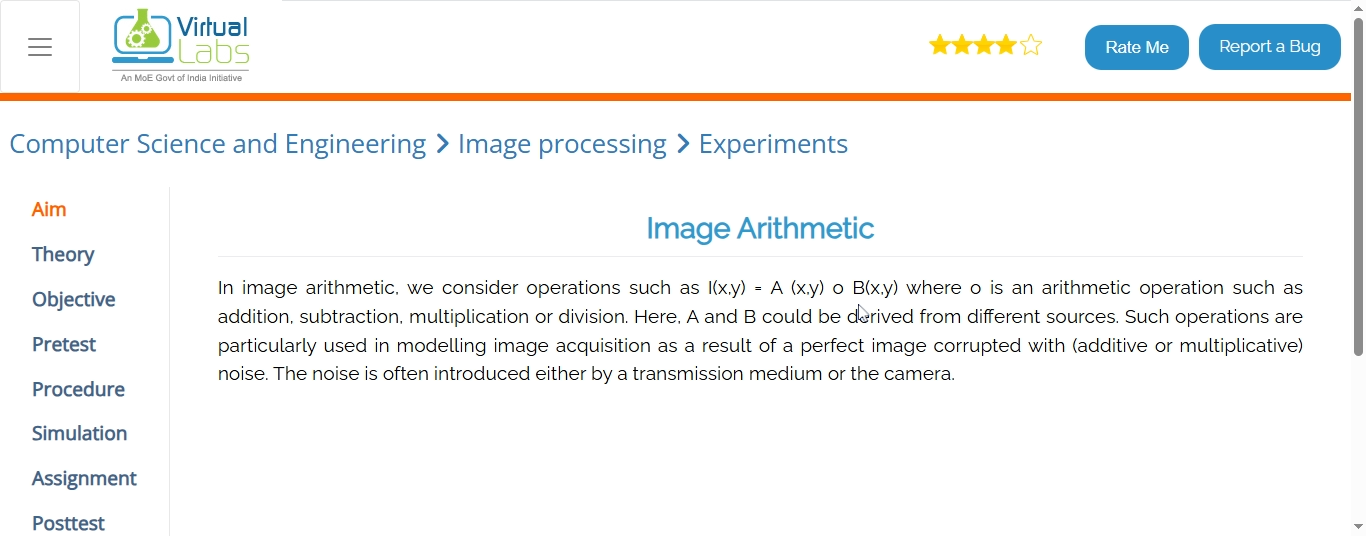 Virtual
Labs
An MoE Govt of India Initiative
Rate Me
Report a Bug
Computer Science and Engineering > Image processing > Experiments
Aim
Theory
Objective
Pretest
Procedure
Simulation
Assignment
Posttest
Image Arithmetic
In image arithmetic, we consider operations such as I(x,y) = A (x,y) o B(x,y) where o is an arithmetic operation such as
addition, subtraction, multiplication or division. Here, A and B could be derived from different sources. Such operations are
particularly used in modelling image acquisition as a result of a perfect image corrupted with (additive or multiplicative)
noise. The noise is often introduced either by a transmission medium or the camera.